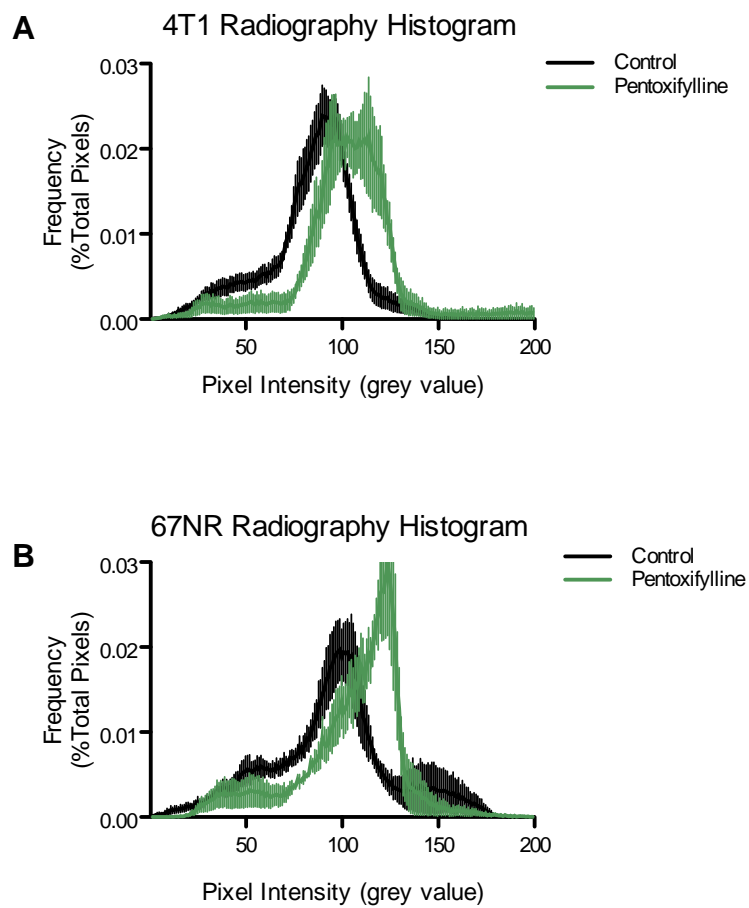 A
4T1 Radiography Histogram
Control
Pentoxifylline
Frequency
(%Total Pixels)
0.03
0.02
0.01
0.00
50
100
150
200
Pixel Intensity (grey value)
B
67NR Radiography Histogram
Control
Pentoxifylline
Frequency
(%Total Pixels)
0.03
0.02
0.01
0.00
50
100
150
200
Pixel Intensity (grey value)